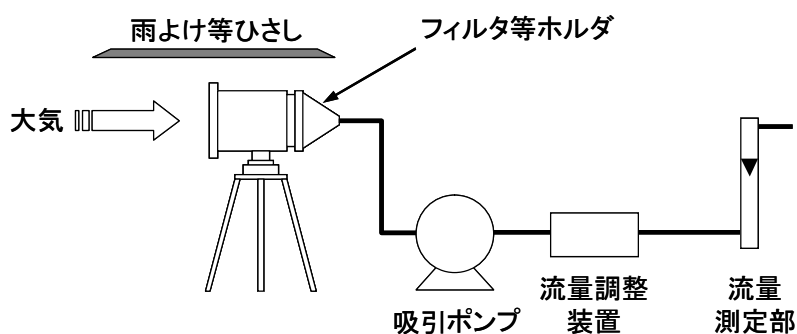 雨よけ等ひさし
フィルタ等ホルダ
大気
吸引ポンプ
流量調整
装置
流量
測定部